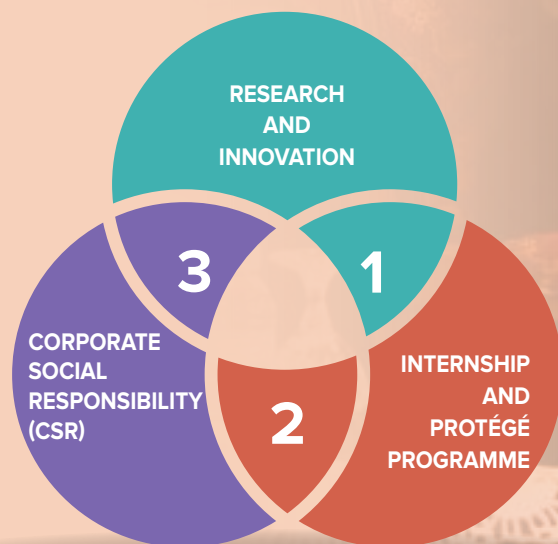 RESEARCH
AND
INNOVATION
3
1
CORPORATE
SOCIAL
RESPONSIBILITY
(CSR)
INTERNSHIP
AND
PROTÉGÉ
PROGRAMME
2